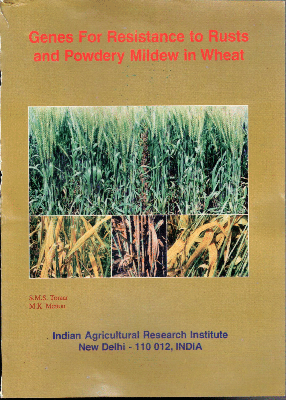 Genes For Resistance to Rusts
and Powdery Mildew in Wheat
S.M.S. Tomar
M.K. Menon
Indian Agricultural Research Institute
New Delhi - 110 012, INDIA